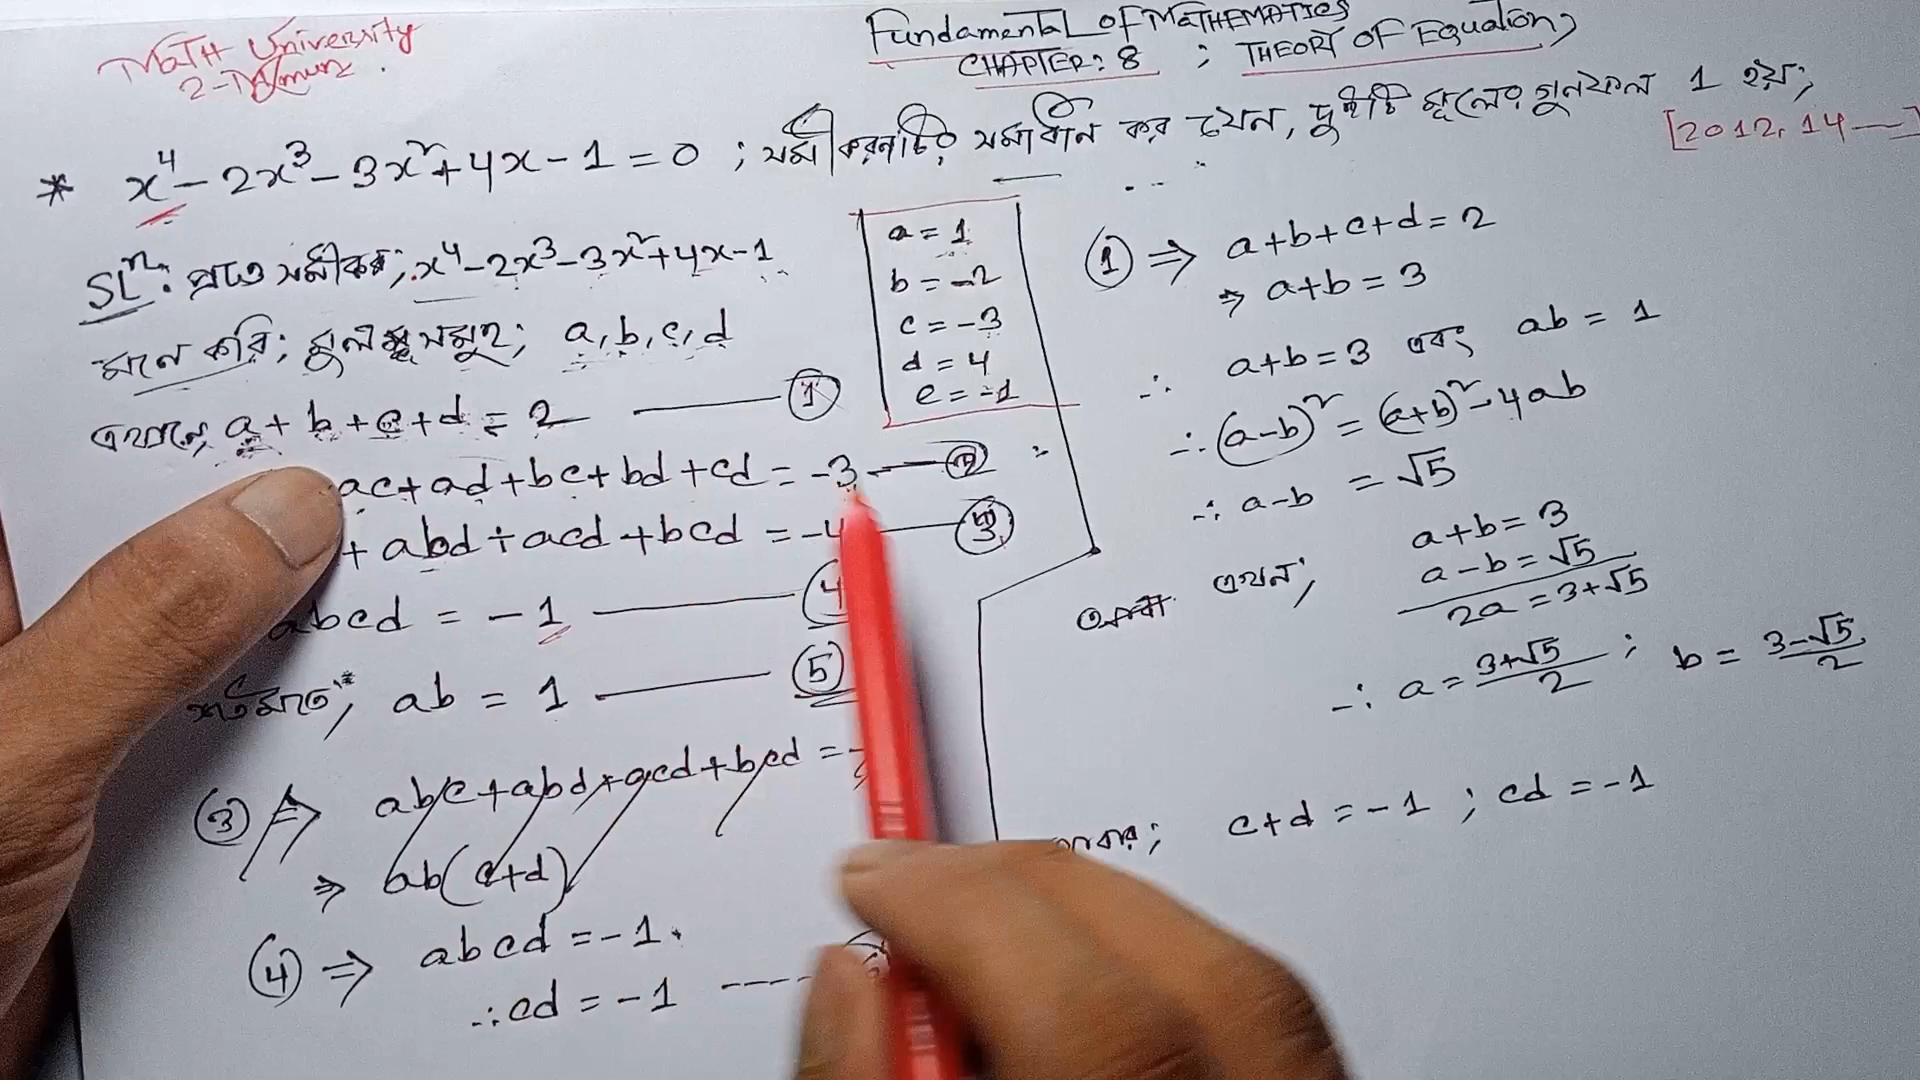 MATH University
Fundamental OF MATHEMATICS
CHAPTER: 8 ; THEORY OF Equation
* x⁴ - 2x³ - 3x² + 4x - 1 = 0 ; সমীকরনটির সমাধান কর যেন, দুইটি মূলের গুনফল 1 হয়;
[2012, 14 —]
Slⁿ: প্রদত্ত সমীকরণ; x⁴ - 2x³ - 3x² + 4x - 1
মনে করি; মূল সমূহ; a, b, c, d
এখানে, a + b + c + d = 2 — ①
ac + ad + bc + bd + cd = -3 —
+ abd + acd + bcd = -4 — ③
abcd = -1 — ④
শর্তমতে, ab = 1 — ⑤
③ ⇒ abc + abd + acd + bcd = -
⇒ ab(c+d)
④ ⇒ abcd = -1
∴ cd = -1 ----
a = 1
b = -2
c = -3
d = 4
e = -1
① ⇒ a + b + c + d = 2
⇒ a + b = 3
∴ a + b = 3 এবং ab = 1
∴ (a-b)² = (a+b)² - 4ab
∴ a - b = √5
এখন; a + b = 3
a - b = √5
2a = 3+√5
∴ a = (3+√5)/2 ; b = (3-√5)/2
c + d = -1 ; cd = -1